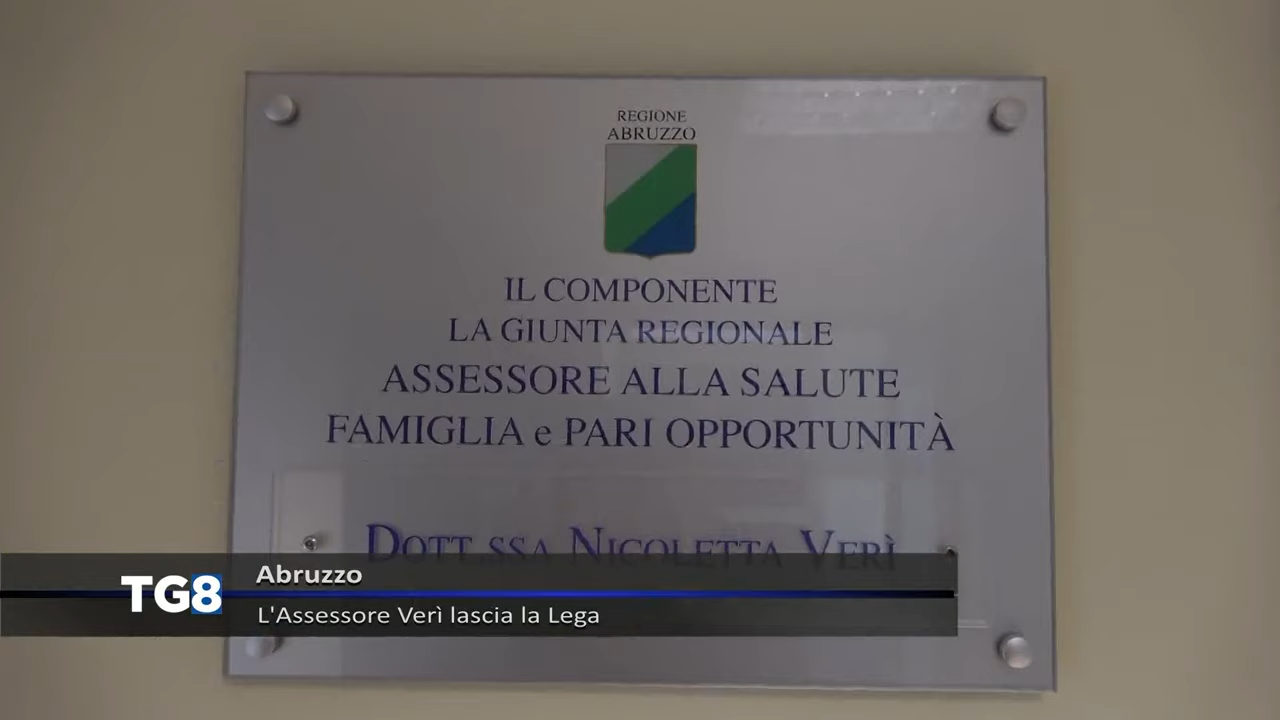 REGIONE
ABRUZZO
IL COMPONENTE
LA GIUNTA REGIONALE
ASSESSORE ALLA SALUTE
FAMIGLIA e PARI OPPORTUNITÀ
DOTT.SSA NICOLETTA VERÌ
TG8
Abruzzo
L'Assessore Verì lascia la Lega